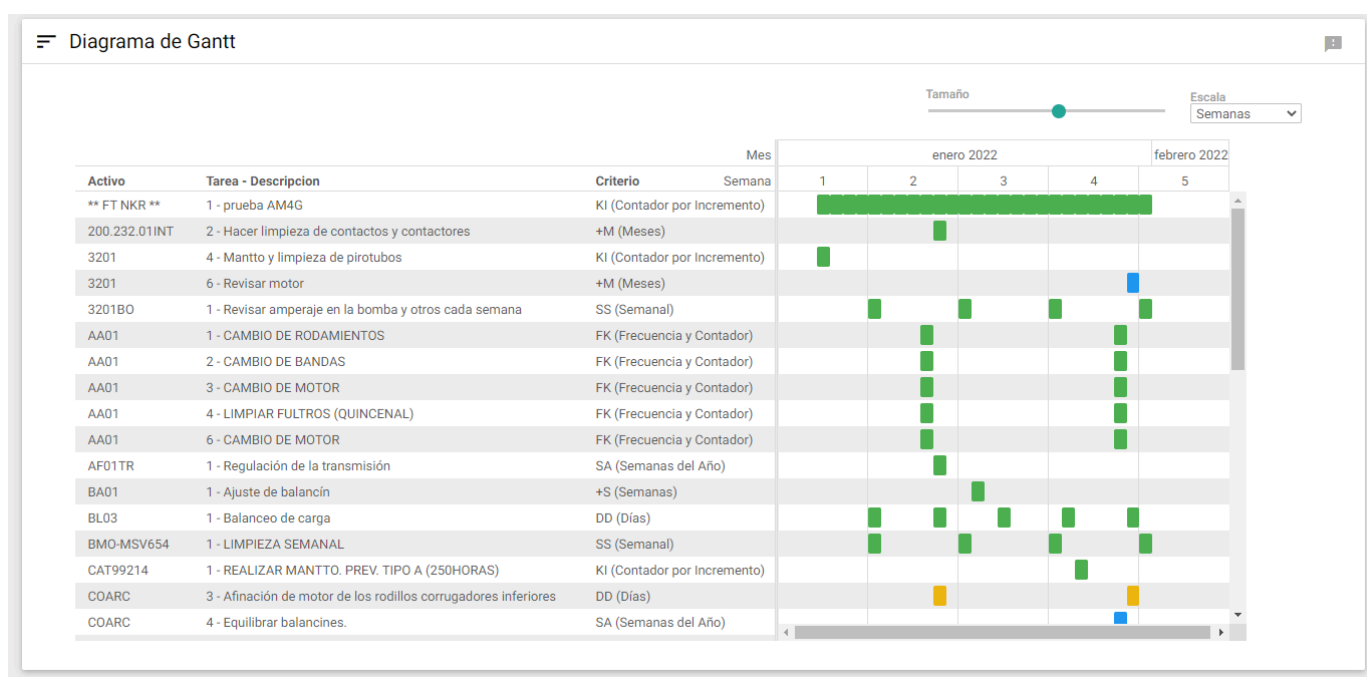 Diagrama de Gantt
Tamaño
Escala
Semanas
Mes enero 2022 febrero 2022
Activo Tarea - Descripcion Criterio Semana 1 2 3 4 5
** FT NKR ** 1 - prueba AM4G KI (Contador por Incremento)
200.232.01INT 2 - Hacer limpieza de contactos y contactores +M (Meses)
3201 4 - Mantto y limpieza de pirotubos KI (Contador por Incremento)
3201 6 - Revisar motor +M (Meses)
3201BO 1 - Revisar amperaje en la bomba y otros cada semana SS (Semanal)
AA01 1 - CAMBIO DE RODAMIENTOS FK (Frecuencia y Contador)
AA01 2 - CAMBIO DE BANDAS FK (Frecuencia y Contador)
AA01 3 - CAMBIO DE MOTOR FK (Frecuencia y Contador)
AA01 4 - LIMPIAR FULTROS (QUINCENAL) FK (Frecuencia y Contador)
AA01 6 - CAMBIO DE MOTOR FK (Frecuencia y Contador)
AF01TR 1 - Regulación de la transmisión SA (Semanas del Año)
BA01 1 - Ajuste de balancín +S (Semanas)
BL03 1 - Balanceo de carga DD (Días)
BMO-MSV654 1 - LIMPIEZA SEMANAL SS (Semanal)
CAT99214 1 - REALIZAR MANTTO. PREV. TIPO A (250HORAS) KI (Contador por Incremento)
COARC 3 - Afinación de motor de los rodillos corrugadores inferiores DD (Días)
COARC 4 - Equilibrar balancines. SA (Semanas del Año)